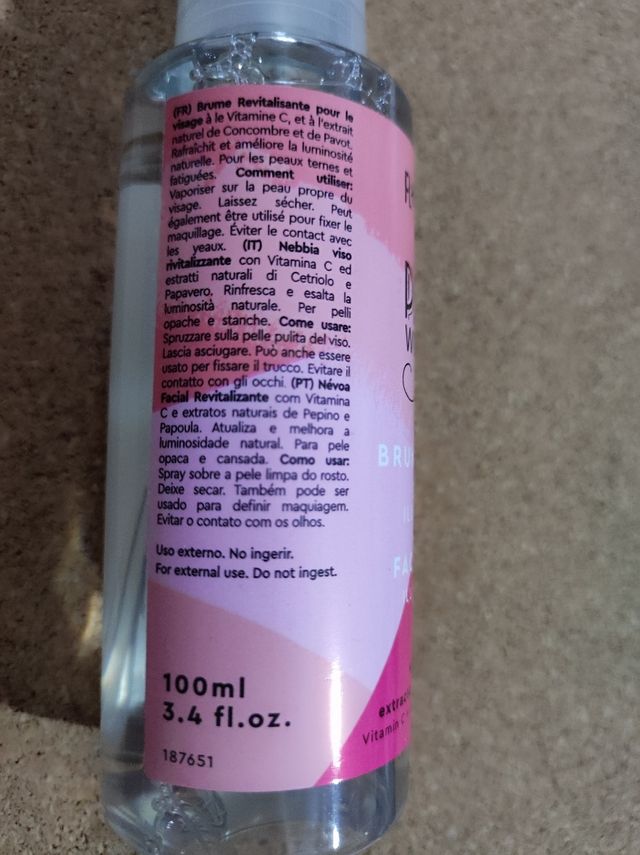 (FR) Brume Revitalisante pour le
visage à le Vitamine C, et à l'extrait
naturel de Concombre et de Pavot.
Rafraîchit et améliore la luminosité
naturelle. Pour les peaux ternes et
fatiguées. Comment utiliser:
Vaporiser sur la peau propre du
visage. Laissez sécher. Peut
également être utilisé pour fixer le
maquillage. Éviter le contact avec
les yeaux. (IT) Nebbia viso
rivitalizzante con Vitamina C ed
estratti naturali di Cetriolo e
Papavero. Rinfresca e esalta la
luminosità naturale. Per pelli
opache e stanche. Come usare:
Spruzzare sulla pelle pulita del viso.
Lascia asciugare. Può anche essere
usato per fissare il trucco. Evitare il
contatto con gli occhi. (PT) Névoa
Facial Revitalizante com Vitamina
C e extratos naturais de Pepino e
Papoula. Atualiza e melhora a
luminosidade natural. Para pele
opaca e cansada. Como usar:
Spray sobre a pele limpa do rosto.
Deixe secar. Também pode ser
usado para definir maquiagem.
Evitar o contato com os olhos.
Uso externo. No ingerir.
For external use. Do not ingest.
100ml
3.4 fl.oz.
187651
BRU
FA
Vitamin C